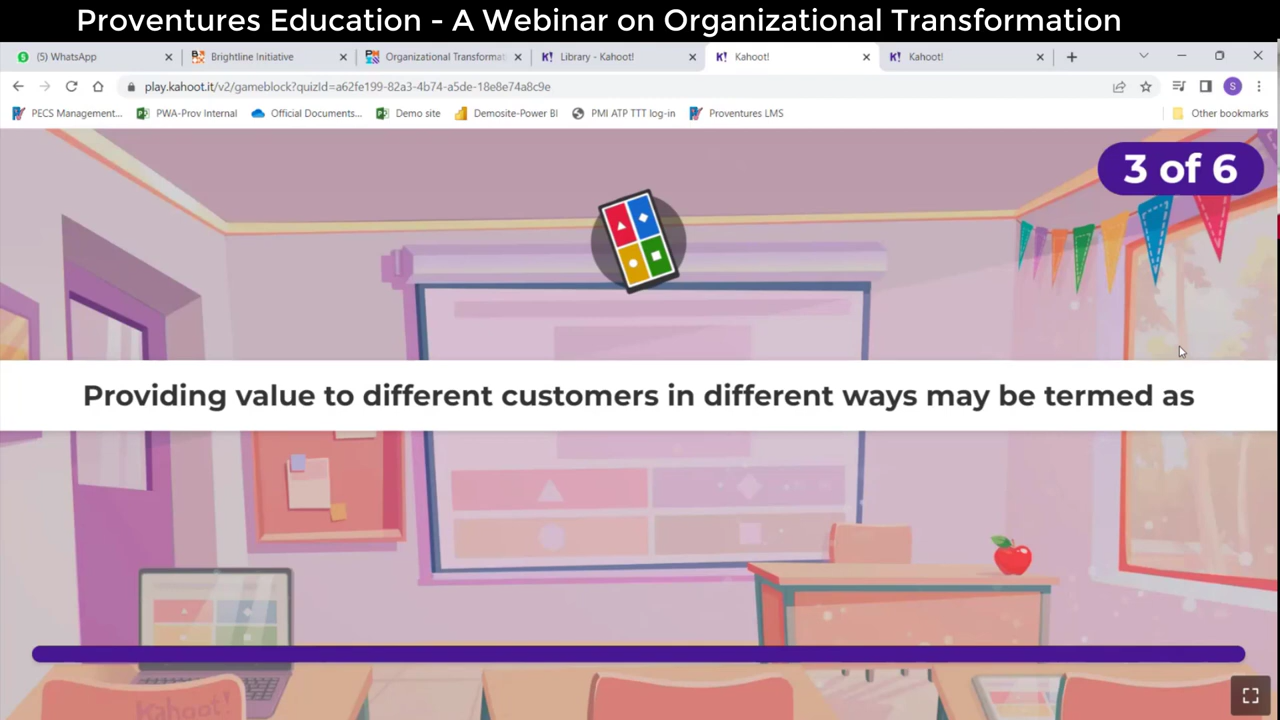 Proventures Education - A Webinar on Organizational Transformation
(5) WhatsApp
Brightline Initiative
Organizational Transformat
Library - Kahoot!
Kahoot!
Kahoot!
play.kahoot.it/v2/gameblock?quizId=a62fe199-82a3-4b74-a5de-18e8e74a8c9e
S
PECS Management...
PWA-Prov Internal
Official Documents...
Demo site
Demosite-Power BI
PMI ATP TTT log-in
Proventures LMS
Other bookmarks
3 of 6
Providing value to different customers in different ways may be termed as
Kahoot!